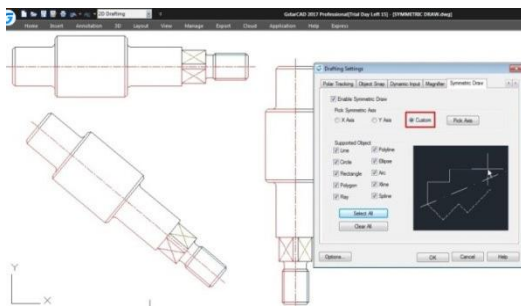 2D Drafting
GstarCAD 2017 Professional(Trial Day Left 15) - [SYMMETRIC DRAW.dwg]
Home Insert Annotation 3D Layout View Manage Export Cloud Application Help Express
Drafting Settings
Polar Tracking Object Snap Dynamic Input Magnifier Symmetric Draw
Enable Symmetric Draw
Pick Symmetric Axis
X Axis Y Axis Custom Pick Axis
Supported Object
Line Polyline
Circle Ellipse
Rectangle Arc
Polygon Xline
Ray Spline
Select All
Clear All
Options... OK Cancel Help
Y
X